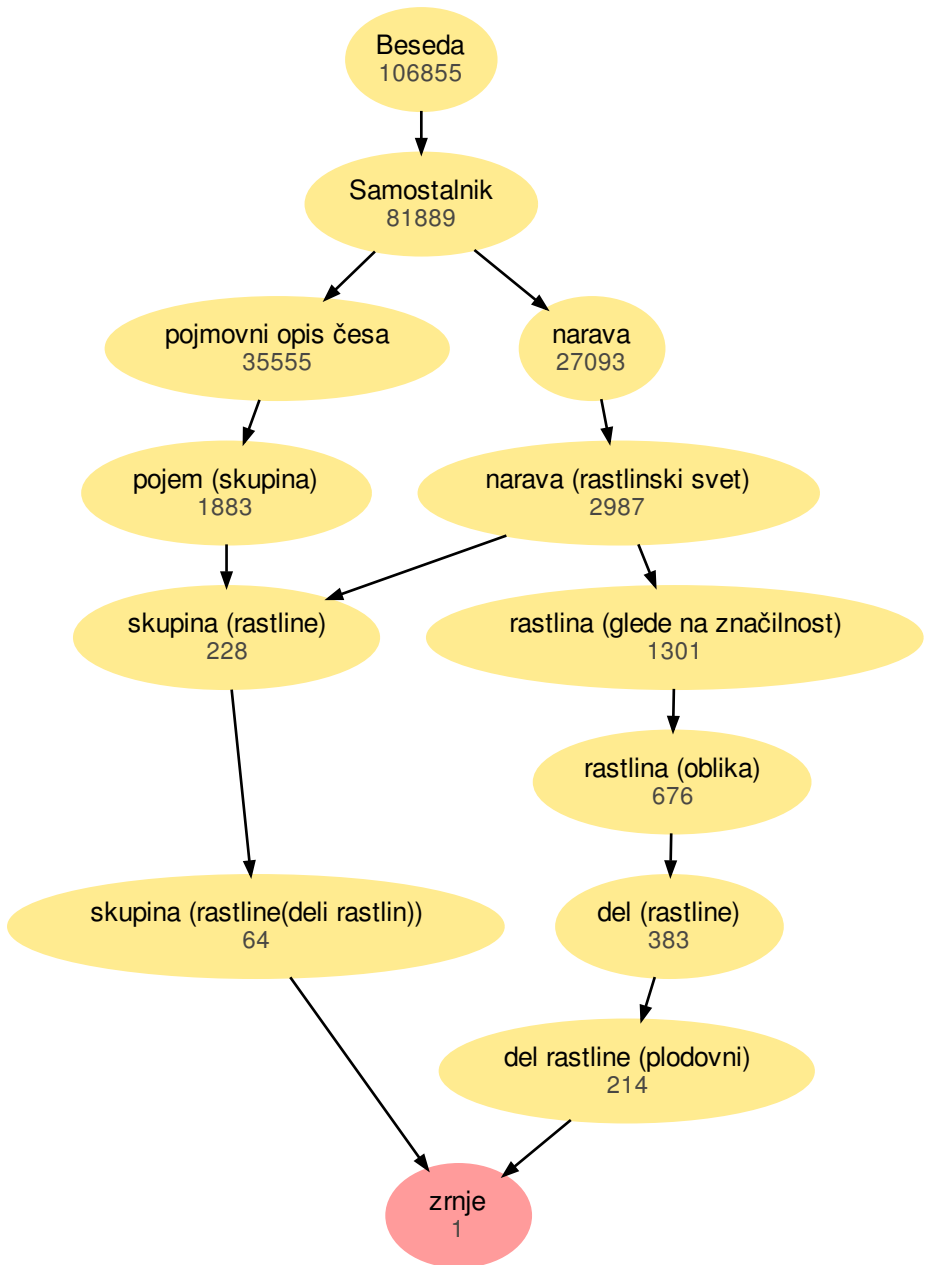 Beseda
106855
Samostalnik
81889
pojmovni opis česa
35555
narava
27093
pojem (skupina)
1883
narava (rastlinski svet)
2987
skupina (rastline)
228
rastlina (glede na značilnost)
1301
rastlina (oblika)
676
skupina (rastline(deli rastlin))
64
del (rastline)
383
del rastline (plodovni)
214
zrnje
1